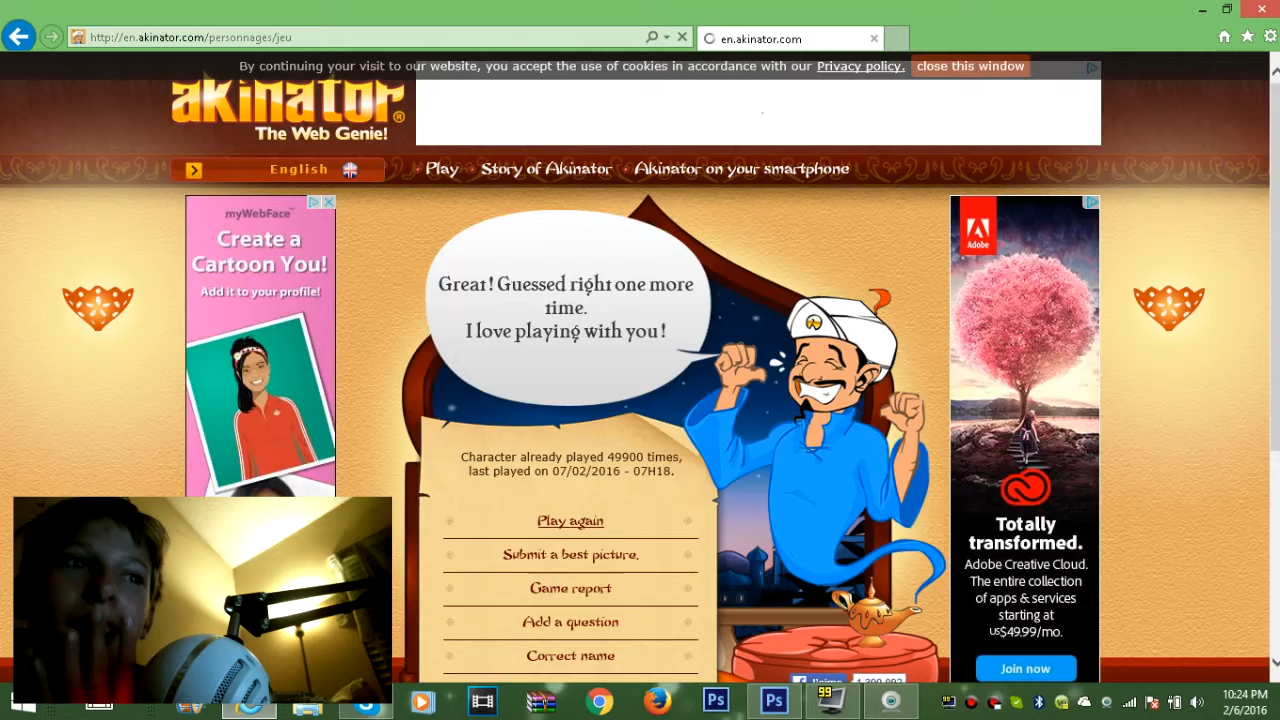 http://en.akinator.com/personnages/jeu
en.akinator.com
By continuing your visit to our website, you accept the use of cookies in accordance with our Privacy policy. close this window
akinator®
The Web Genie!
English
Play
Story of Akinator
Akinator on your smartphone
myWebFace
Create a
Cartoon You!
Add it to your profile!
Great! Guessed right one more
time.
I love playing with you!
Character already played 49900 times,
last played on 07/02/2016 - 07H18.
Play again
Submit a best picture.
Game report
Add a question
Correct name
Adobe
Totally
transformed.
Adobe Creative Cloud.
The entire collection
of apps & services
starting at
US$49.99/mo.
Join now
J'aime
Ps
Ps
99
10:24 PM
2/6/2016